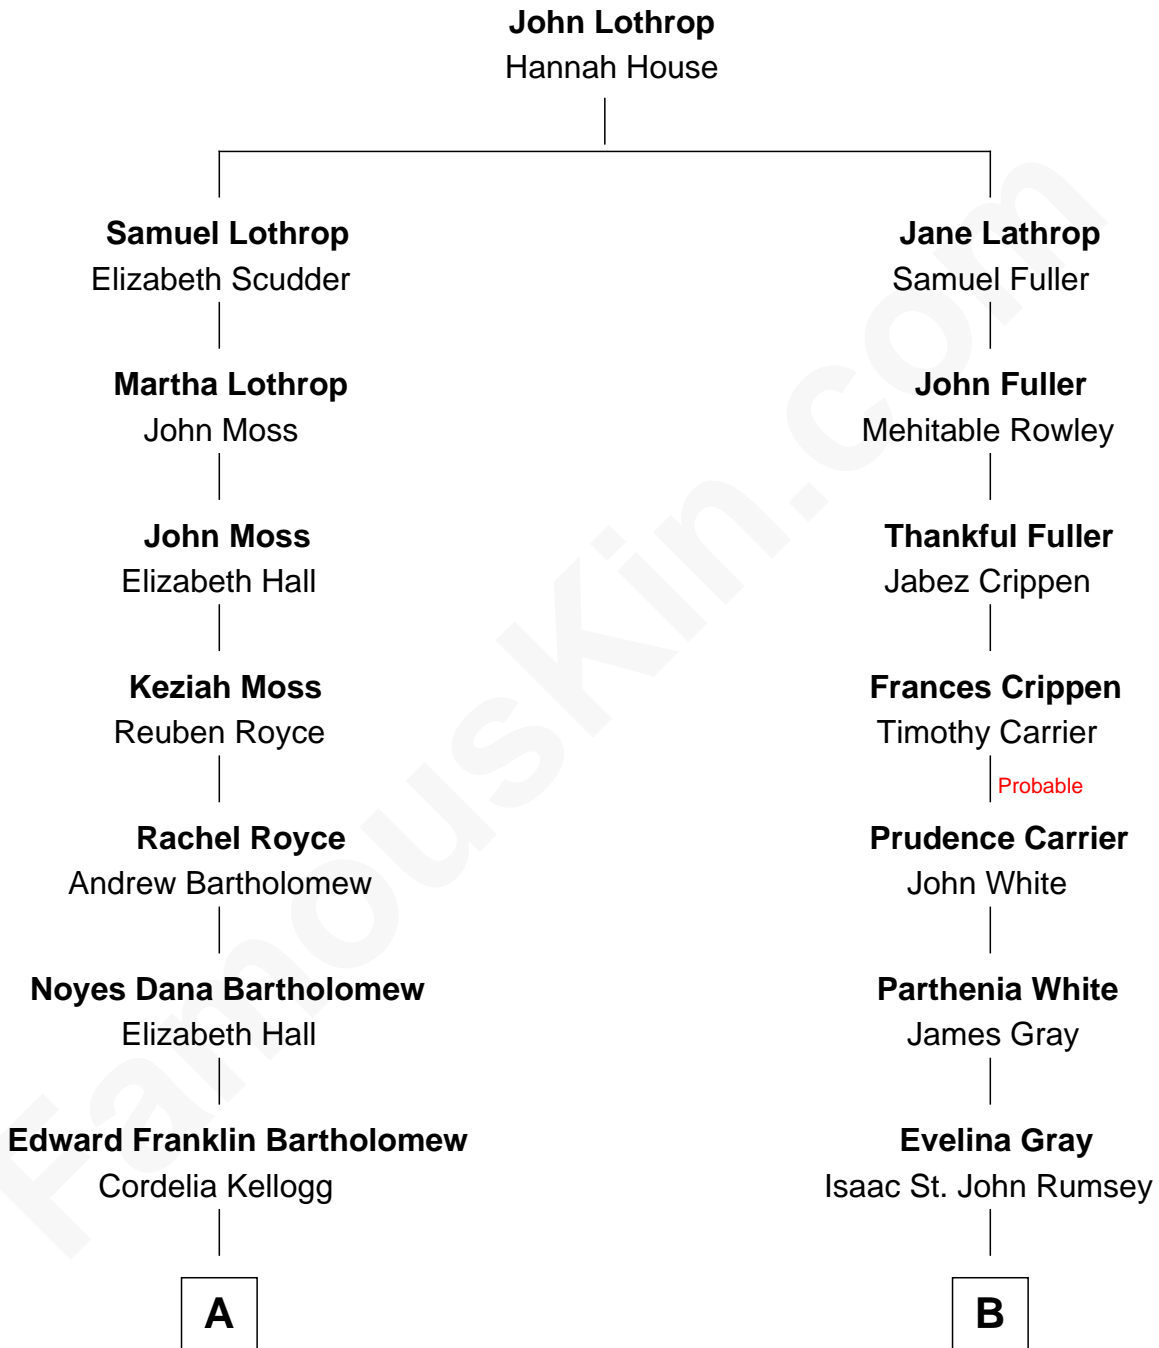 John Lothrop
Hannah House
Samuel Lothrop
Elizabeth Scudder
Jane Lathrop
Samuel Fuller
Martha Lothrop
John Moss
John Fuller
Mehitable Rowley
John Moss
Elizabeth Hall
Thankful Fuller
Jabez Crippen
Keziah Moss
Reuben Royce
Frances Crippen
Timothy Carrier
Probable
Rachel Royce
Andrew Bartholomew
Prudence Carrier
John White
Noyes Dana Bartholomew
Elizabeth Hall
Parthenia White
James Gray
Edward Franklin Bartholomew
Cordelia Kellogg
Evelina Gray
Isaac St. John Rumsey
A
B
FamousKin.com